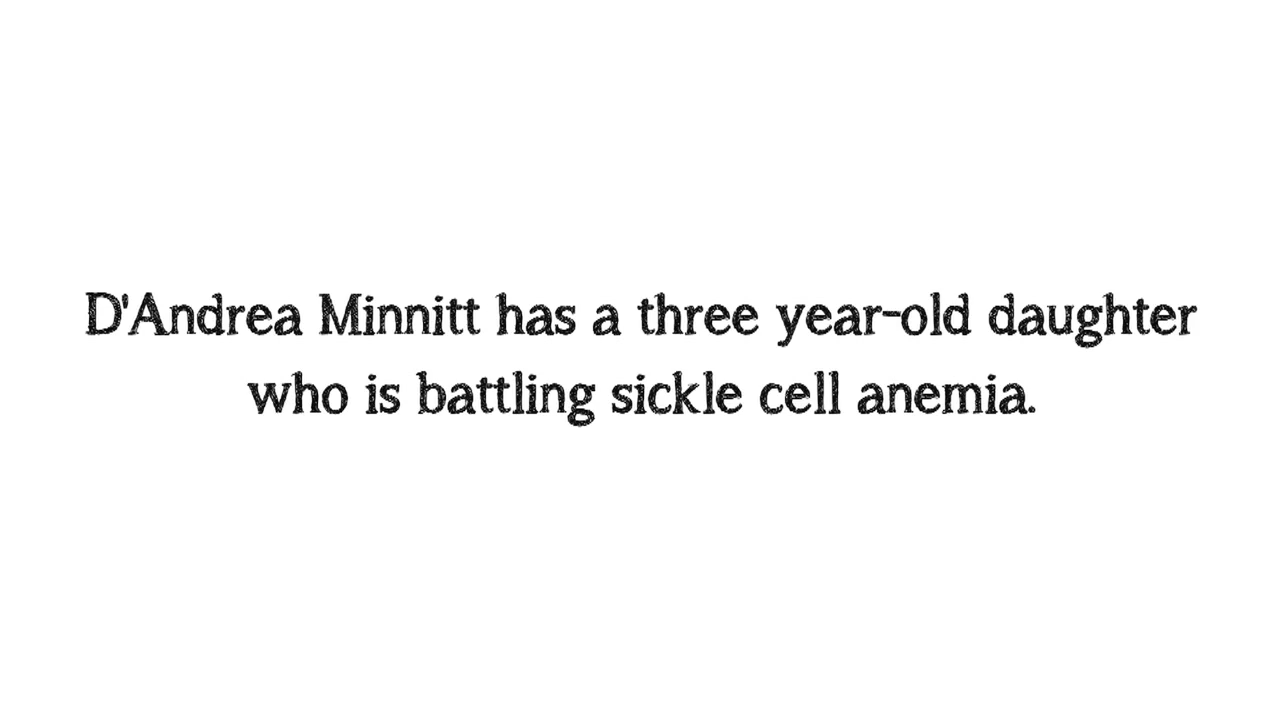 D'Andrea Minnitt has a three year-old daughter
who is battling sickle cell anemia.